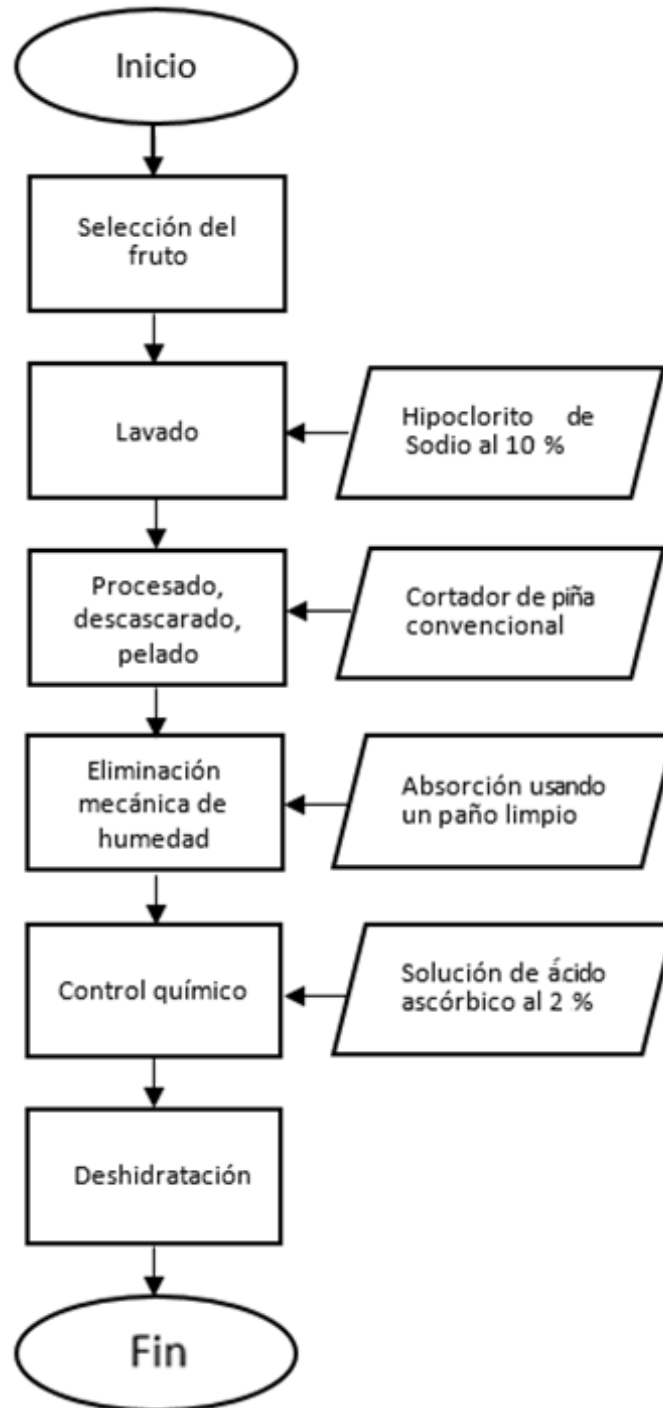 Inicio
Selección del
fruto
Lavado
Hipoclorito de
Sodio al 10 %
Procesado,
descascarado,
pelado
Cortador de piña
convencional
Eliminación
mecánica de
humedad
Absorción usando
un paño limpio
Control químico
Solución de ácido
ascórbico al 2 %
Deshidratación
Fin